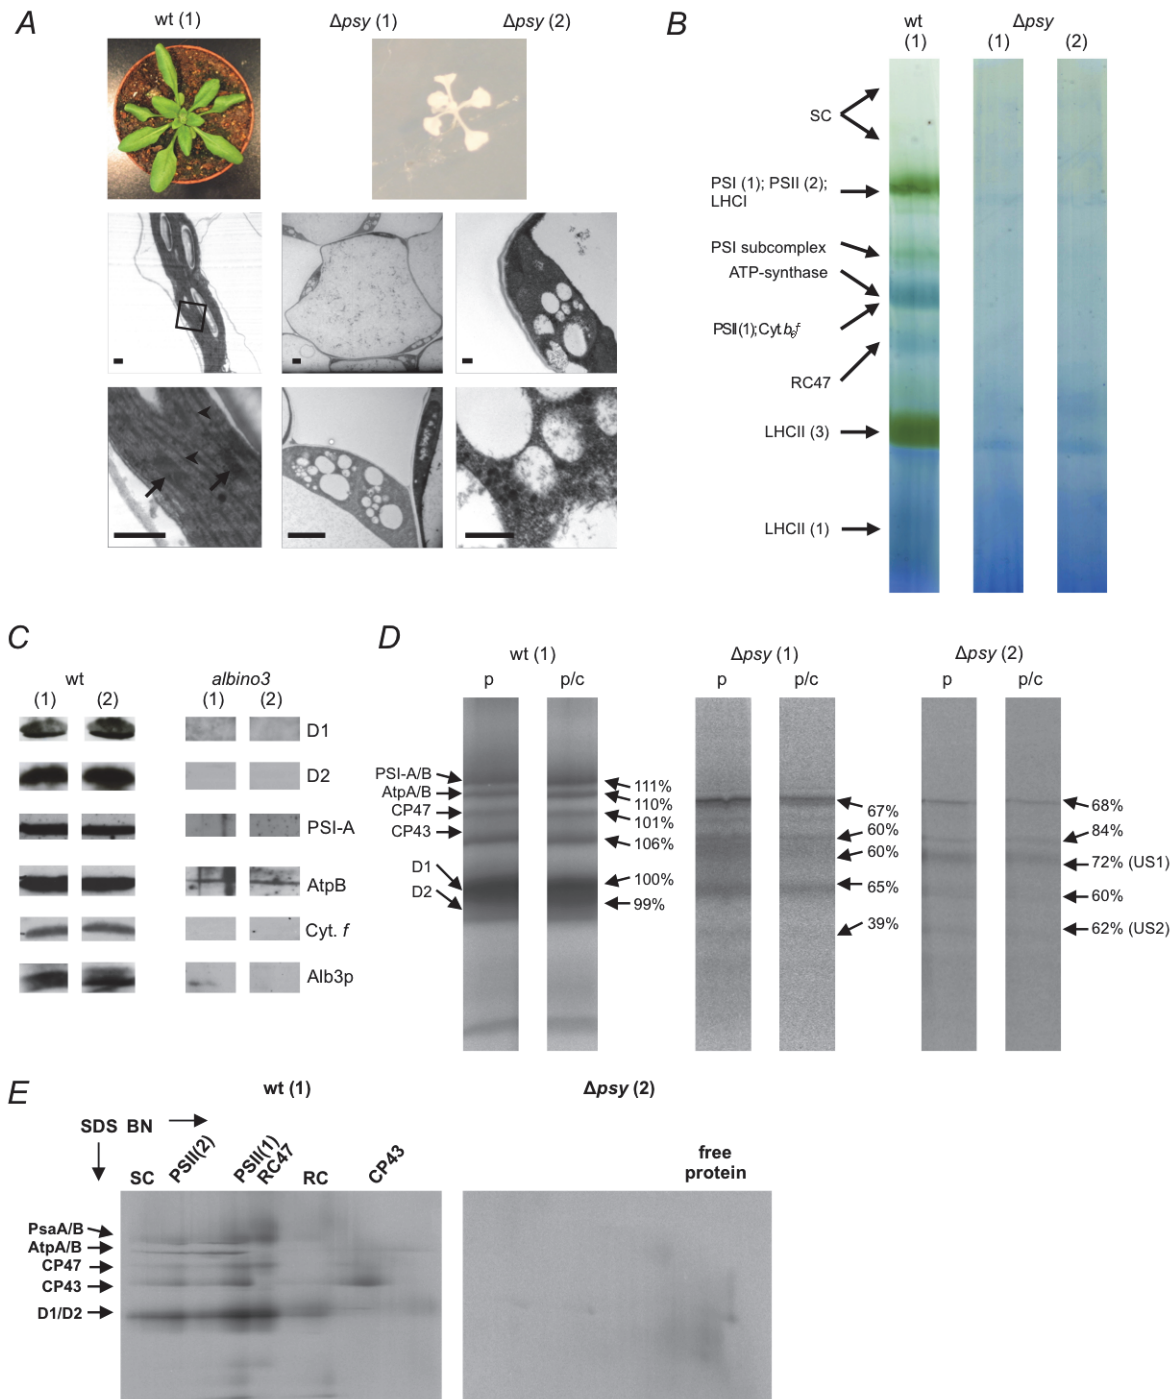 A
wt (1)
Δpsy (1)
Δpsy (2)
B
wt
(1)
Δpsy
(1)
(2)
SC
PSI (1); PSII (2);
LHCI
PSI subcomplex
ATP-synthase
PSII(1);Cyt b6f
RC47
LHCII (3)
LHCII (1)
C
wt
(1)
(2)
albino3
(1)
(2)
D1
D2
PSI-A
AtpB
Cyt. f
Alb3p
D
wt (1)
p
p/c
PSI-A/B
AtpA/B
CP47
CP43
D1
D2
111%
110%
101%
106%
100%
99%
Δpsy (1)
p
p/c
67%
60%
60%
65%
39%
Δpsy (2)
p
p/c
68%
84%
72% (US1)
60%
62% (US2)
E
wt (1)
Δpsy (2)
SDS BN
SC
PSII(2)
PSII(1)
RC47
RC
CP43
free
protein
PsaA/B
AtpA/B
CP47
CP43
D1/D2